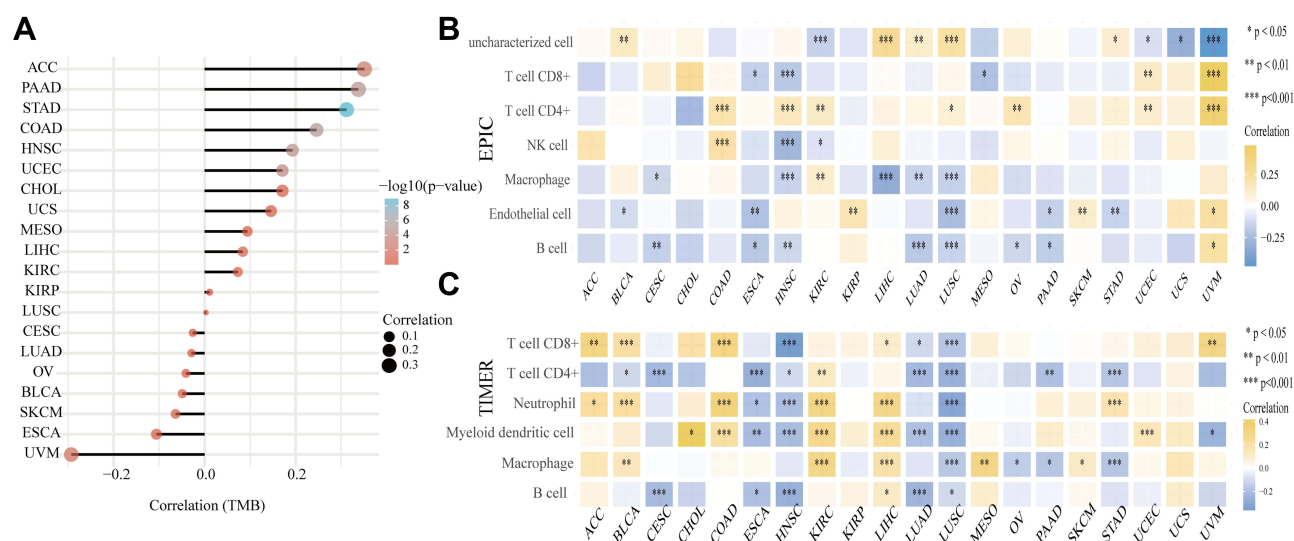 A
ACC
PAAD
STAD
COAD
HNSC
UCEC
CHOL
UCS
MESO
LIHC
KIRC
KIRP
LUSC
CESC
LUAD
OV
BLCA
SKCM
ESCA
UVM
−0.2
0.0
0.2
Correlation (TMB)
−log10(p-value)
8
6
4
2
Correlation
0.1
0.2
0.3
B
EPIC
uncharacterized cell ** *** *** ** *** * * * ***
T cell CD8+ * *** * ** ***
T cell CD4+ *** *** ** * ** ** ***
NK cell *** *** *
Macrophage * *** ** *** ** ***
Endothelial cell * ** ** *** * ** ** *
B cell ** * ** *** *** * * *
ACC BLCA CESC CHOL COAD ESCA HNSC KIRC KIRP LIHC LUAD LUSC MESO OV PAAD SKCM STAD UCEC UCS UVM
* p < 0.05
** p < 0.01
*** p<0.001
Correlation
0.25
0.00
−0.25
C
TIMER
T cell CD8+ ** *** *** *** * * *** **
T cell CD4+ * *** *** * ** *** *** ** ***
Neutrophil * *** *** * *** *** *** *** ***
Myeloid dendritic cell * *** ** *** *** *** *** *** *** *
Macrophage ** *** *** *** ** * * * ***
B cell *** * *** * *** *
ACC BLCA CESC CHOL COAD ESCA HNSC KIRC KIRP LIHC LUAD LUSC MESO OV PAAD SKCM STAD UCEC UCS UVM
* p < 0.05
** p < 0.01
*** p<0.001
Correlation
0.4
0.2
0.0
−0.2